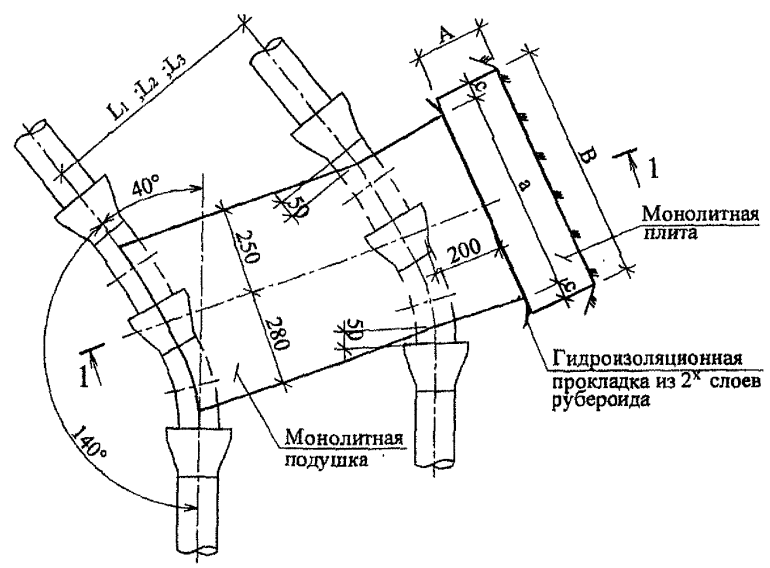 L₁ ;L₂ ;L₃
A
c
40°
B
1
a
50
Монолитная
плита
250
200
c
280
50
1
Гидроизоляционная
прокладка из 2ˣ слоев
рубероида
Монолитная
подушка
140°